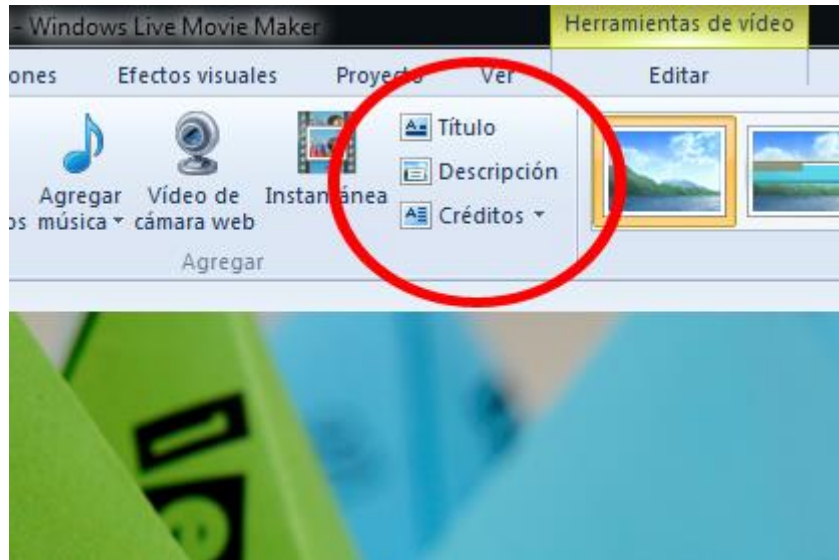 - Windows Live Movie Maker
Herramientas de vídeo
ones Efectos visuales Proyecto Ver Editar
Título
Descripción
Créditos
Agregar música
Vídeo de cámara web
Instantánea
os
Agregar